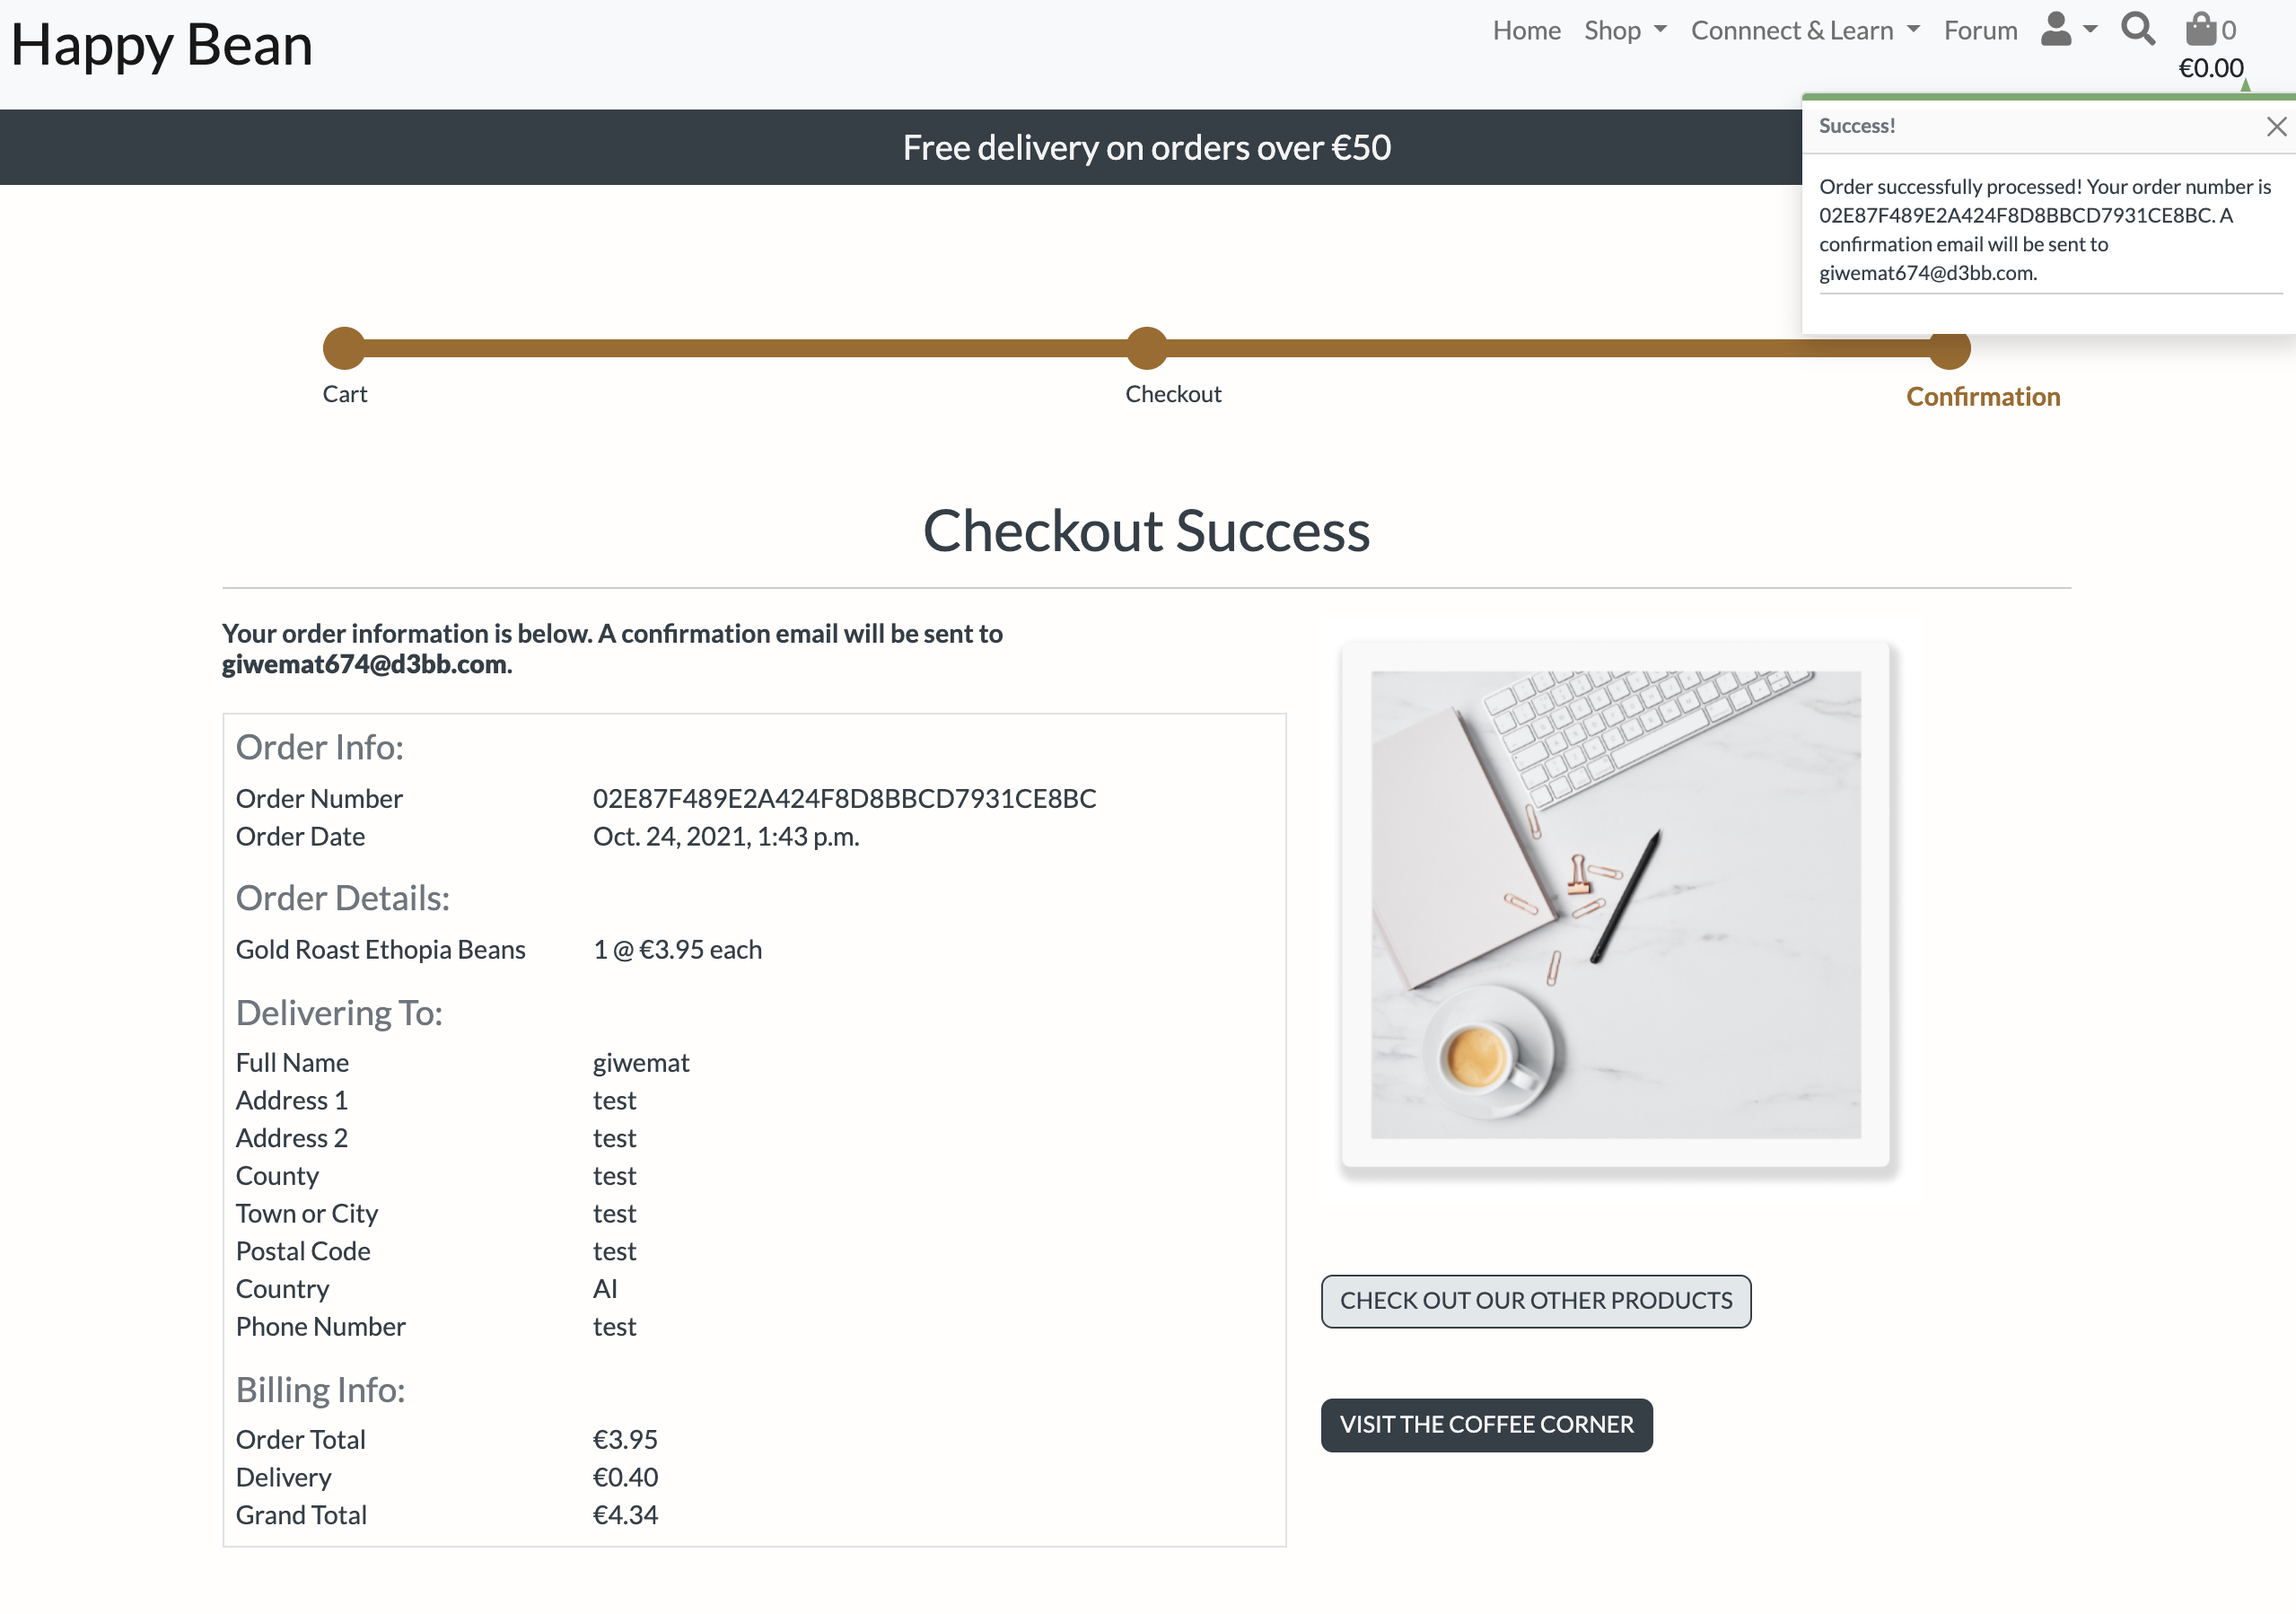 Happy Bean
Home Shop Connnect & Learn Forum 0
€0.00
Free delivery on orders over €50
Success!
Order successfully processed! Your order number is
02E87F489E2A424F8D8BBCD7931CE8BC. A
confirmation email will be sent to
giwemat674@d3bb.com.
Cart Checkout Confirmation
Checkout Success
Your order information is below. A confirmation email will be sent to
giwemat674@d3bb.com.
Order Info:
Order Number 02E87F489E2A424F8D8BBCD7931CE8BC
Order Date Oct. 24, 2021, 1:43 p.m.
Order Details:
Gold Roast Ethopia Beans 1 @ €3.95 each
Delivering To:
Full Name giwemat
Address 1 test
Address 2 test
County test
Town or City test
Postal Code test
Country AI
Phone Number test
Billing Info:
Order Total €3.95
Delivery €0.40
Grand Total €4.34
CHECK OUT OUR OTHER PRODUCTS
VISIT THE COFFEE CORNER